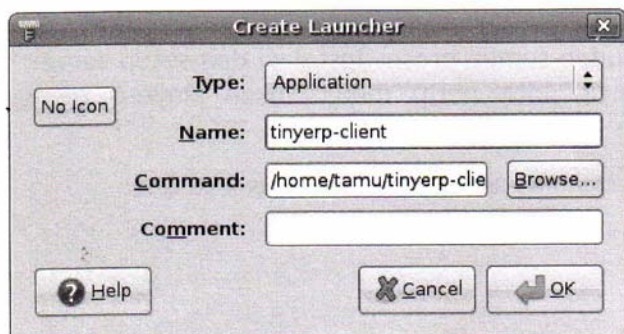 Create Launcher
No Icon
Type: Application
Name: tinyerp-client
Command: /home/tamu/tinyerp-clie Browse...
Comment:
Help Cancel OK